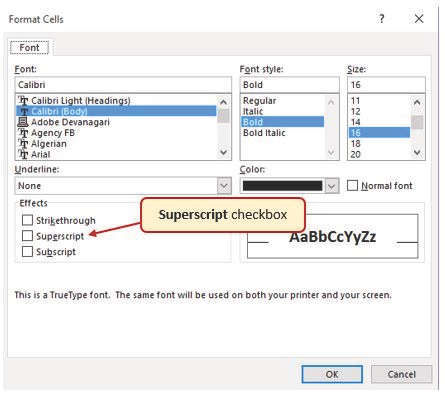 Format Cells
?
Font
Font:
Font style:
Size:
Calibri
Bold
16
Calibri Light (Headings)
Calibri (Body)
Adobe Devanagari
Agency FB
Algerian
Arial
Regular
Italic
Bold
Bold Italic
11
12
14
16
18
20
Underline:
Color:
None
Normal font
Effects
Strikethrough
Superscript
Subscript
Superscript checkbox
AaBbCcYyZz
This is a TrueType font.  The same font will be used on both your printer and your screen.
OK
Cancel